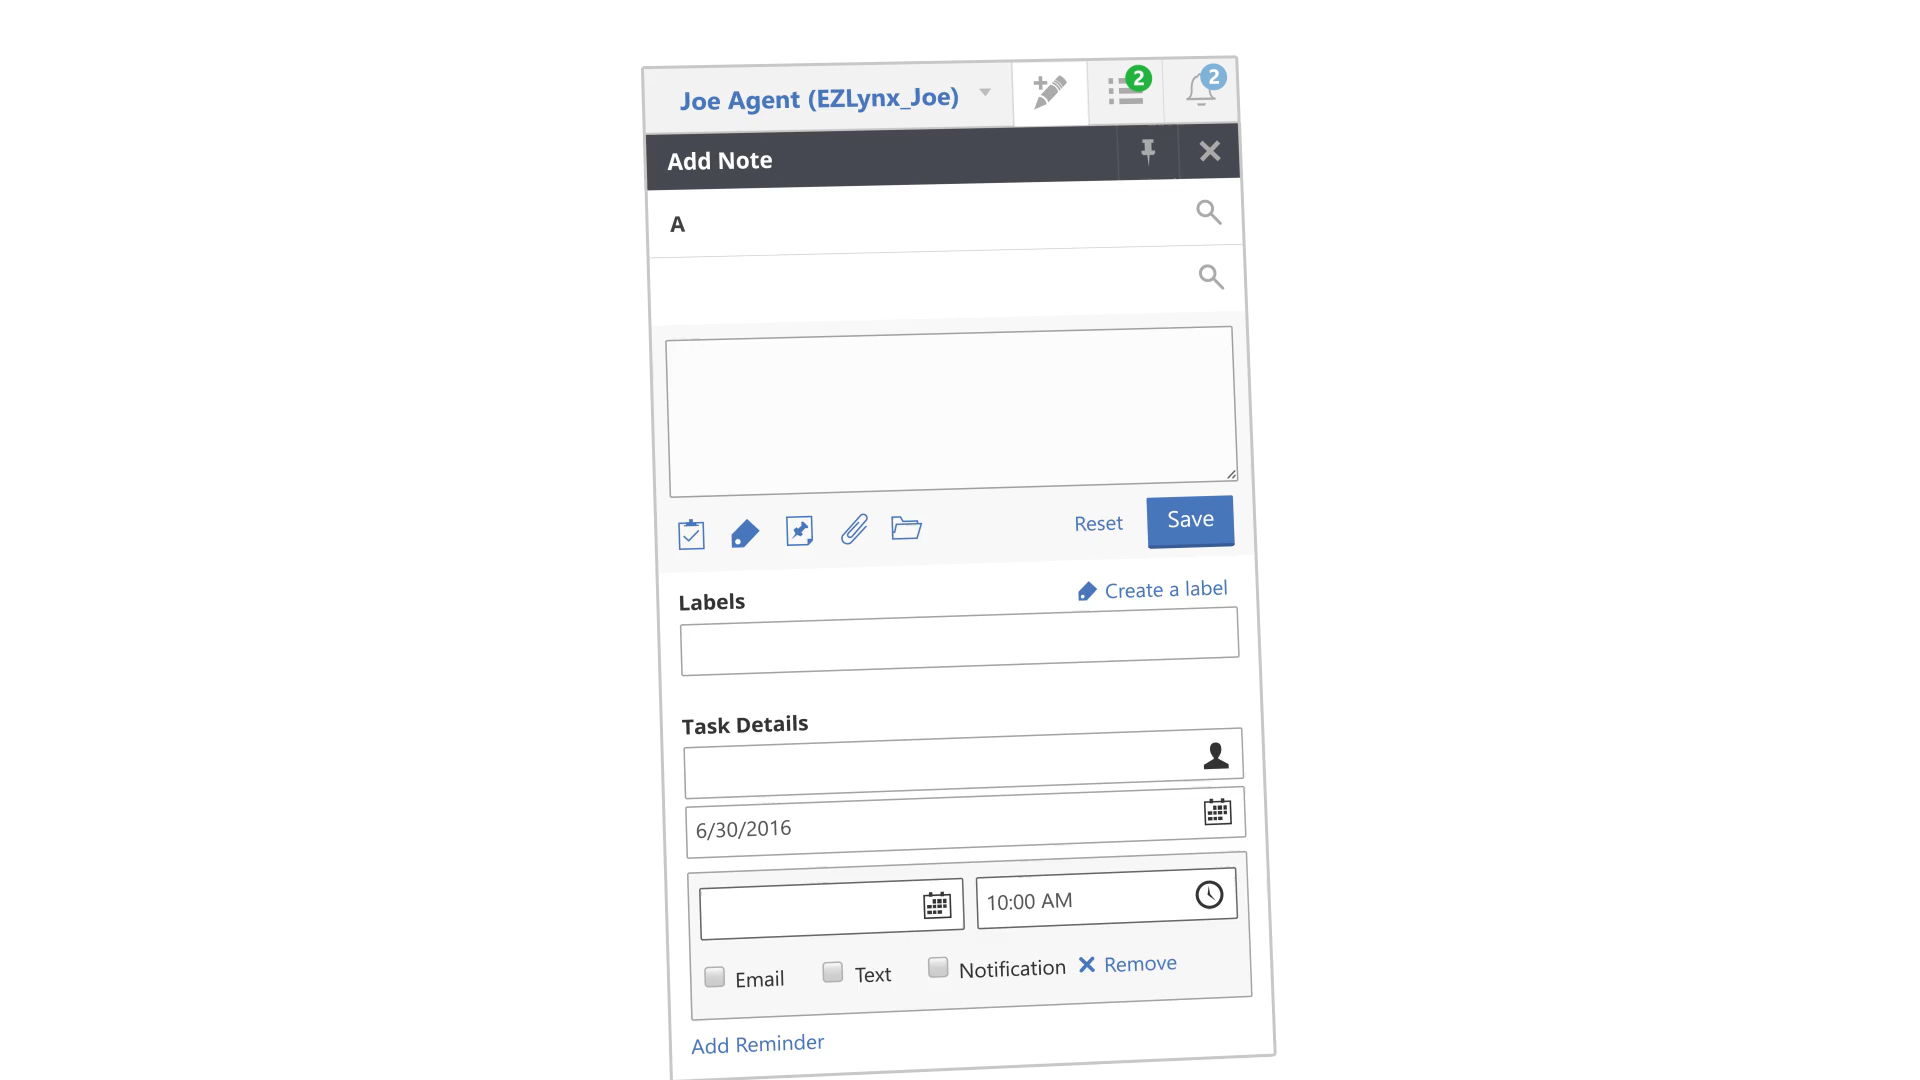 Joe Agent (EZLynx_Joe)
2
2
Add Note
A
Reset
Save
Labels
Create a label
Task Details
6/30/2016
10:00 AM
Email
Text
Notification
Remove
Add Reminder